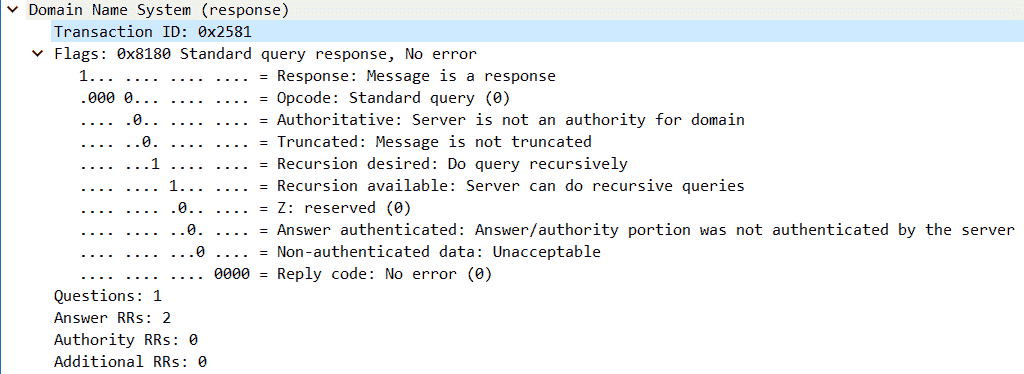 Domain Name System (response)
Transaction ID: 0x2581
Flags: 0x8180 Standard query response, No error
1... .... .... .... = Response: Message is a response
.000 0... .... .... = Opcode: Standard query (0)
.... .0.. .... .... = Authoritative: Server is not an authority for domain
.... ..0. .... .... = Truncated: Message is not truncated
.... ...1 .... .... = Recursion desired: Do query recursively
.... .... 1... .... = Recursion available: Server can do recursive queries
.... .... .0.. .... = Z: reserved (0)
.... .... ..0. .... = Answer authenticated: Answer/authority portion was not authenticated by the server
.... .... ...0 .... = Non-authenticated data: Unacceptable
.... .... .... 0000 = Reply code: No error (0)
Questions: 1
Answer RRs: 2
Authority RRs: 0
Additional RRs: 0